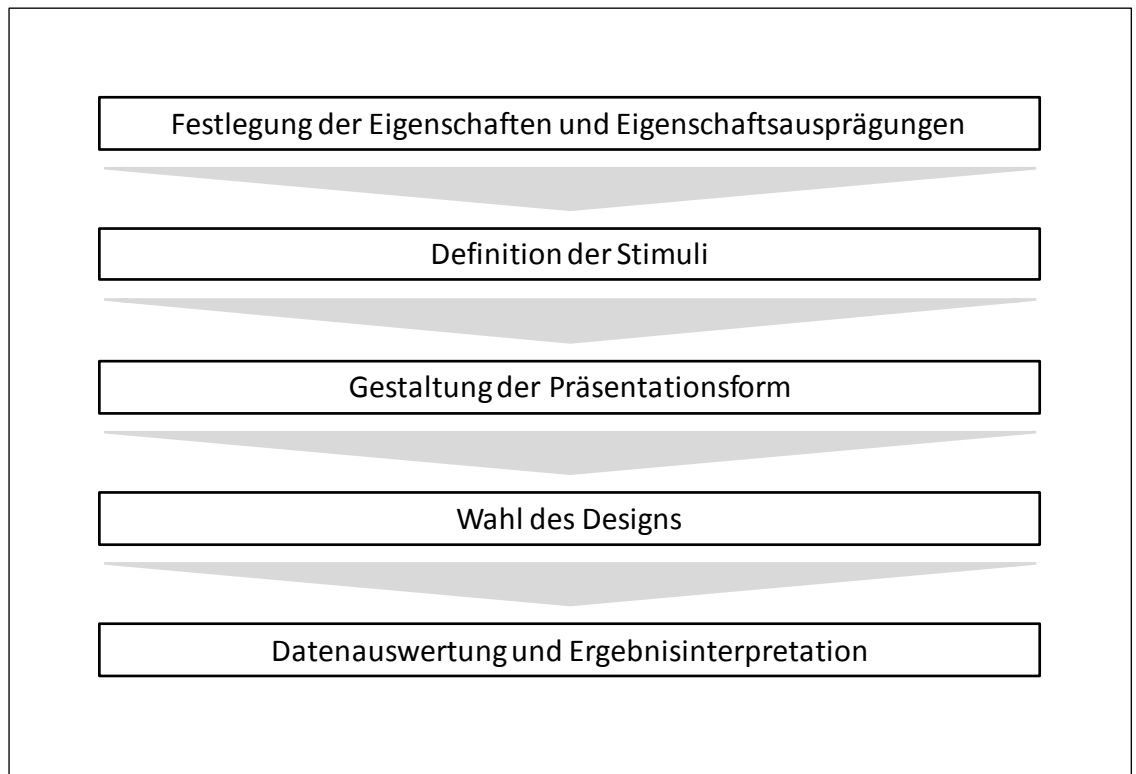 Festlegung der Eigenschaften und Eigenschaftsausprägungen
Definition der Stimuli
Gestaltung der Präsentationsform
Wahl des Designs
Datenauswertung und Ergebnisinterpretation